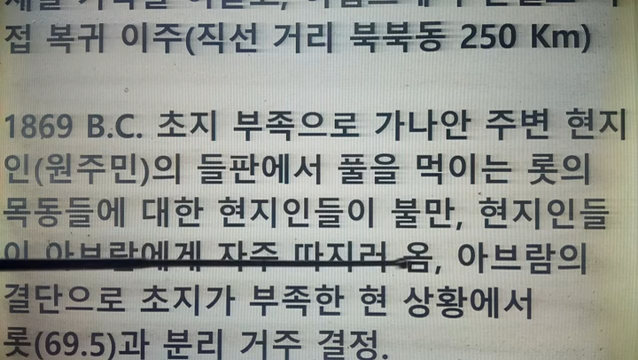 접 복귀 이주(직선 거리 북북동 250 Km)
1869 B.C. 초지 부족으로 가나안 주변 현지
인(원주민)의 들판에서 풀을 먹이는 롯의
목동들에 대한 현지인들이 불만, 현지인들
이 아브람에게 자주 따지러 옴, 아브람의
결단으로 초지가 부족한 현 상황에서
롯(69.5)과 분리 거주 결정.